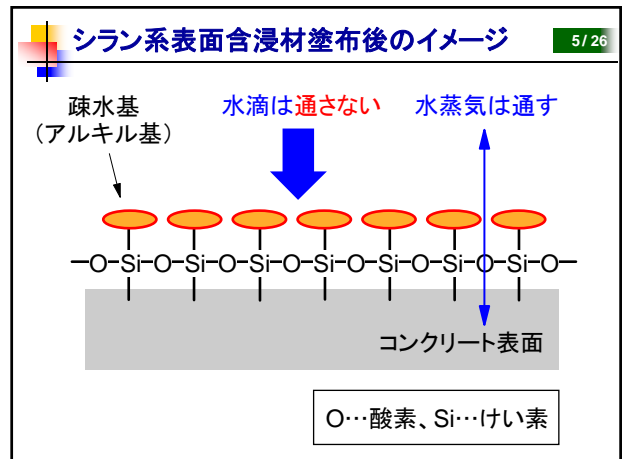 シラン系表面含浸材塗布後のイメージ
5/26
疎水基
（アルキル基）
水滴は通さない
水蒸気は通す
O-Si-O-Si-O-Si-O-Si-O-Si-O-Si-O-Si-O
コンクリート表面
O…酸素、Si…けい素